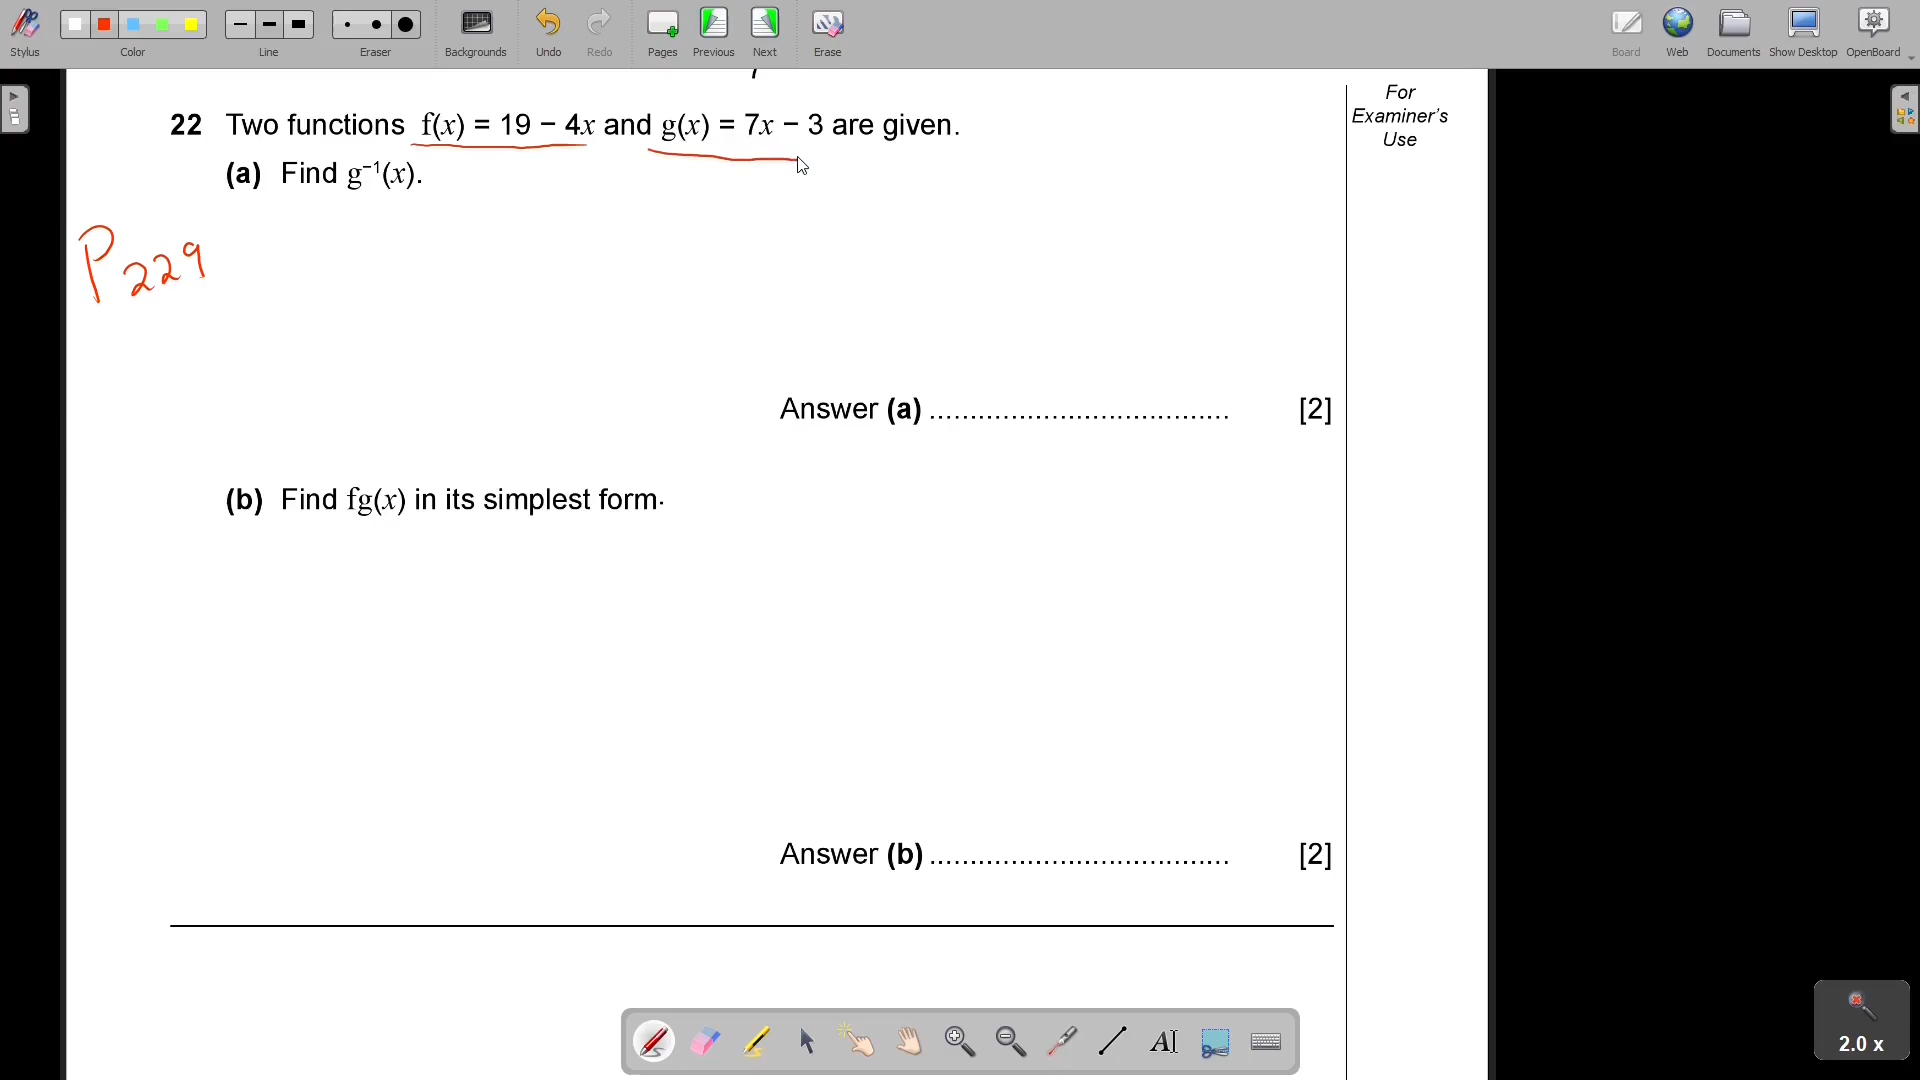 Stylus Color Line Eraser Backgrounds Undo Redo Pages Previous Next Erase Board Web Documents Show Desktop OpenBoard
For
Examiner's
Use
22 Two functions f(x) = 19 − 4x and g(x) = 7x − 3 are given.
(a) Find g⁻¹(x).
P229
Answer (a) .................................... [2]
(b) Find fg(x) in its simplest form.
Answer (b) .................................... [2]
2.0 x